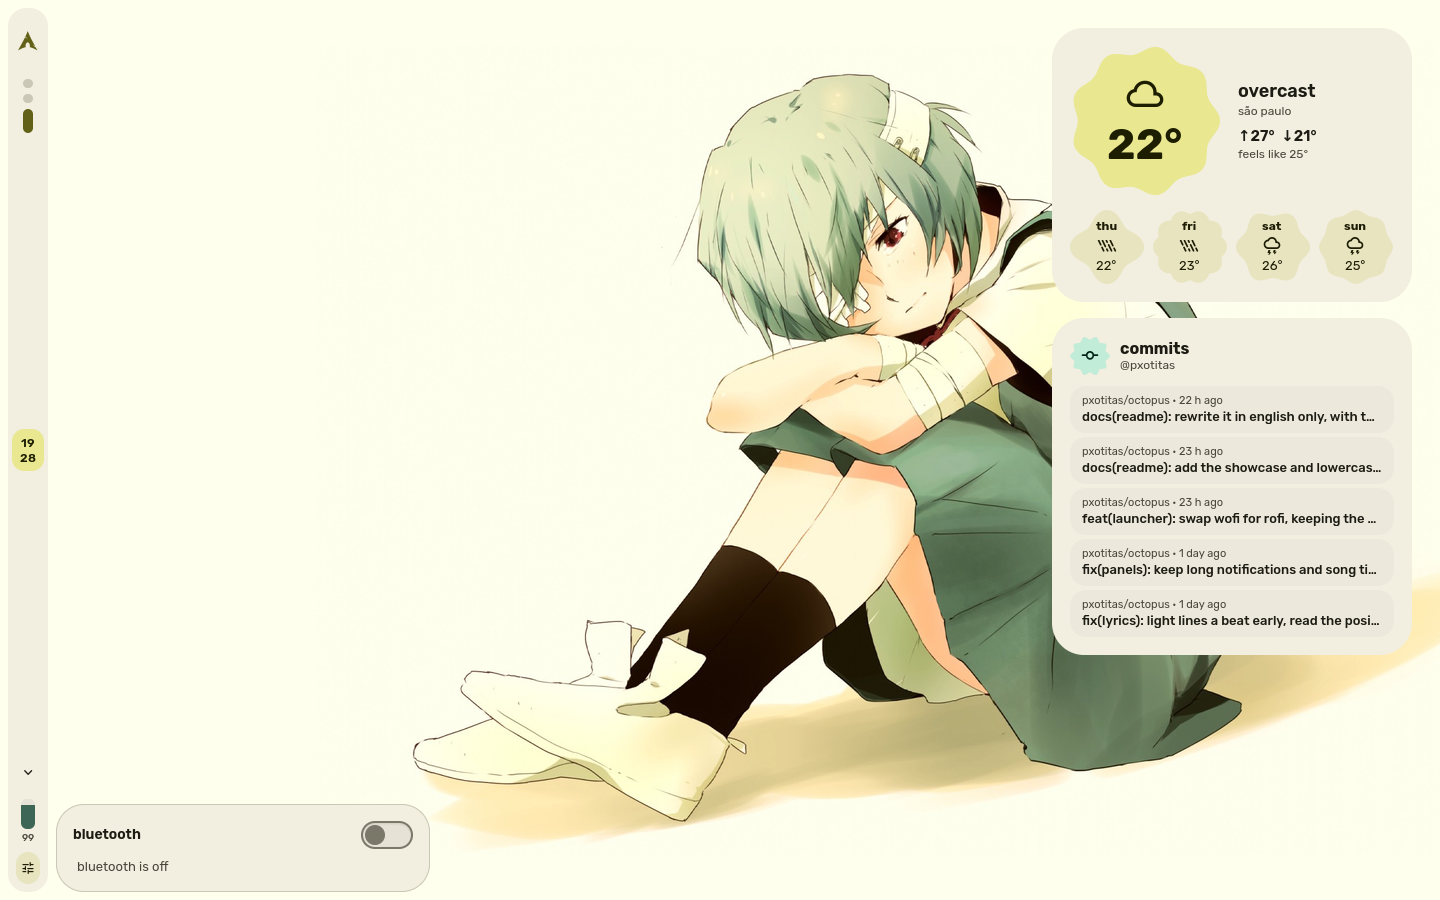 19
28
99
bluetooth
bluetooth is off
22°
overcast
são paulo
↑27° ↓21°
feels like 25°
thu
22°
fri
23°
sat
26°
sun
25°
commits
@pxotitas
pxotitas/octopus • 22 h ago
docs(readme): rewrite it in english only, with t…
pxotitas/octopus • 23 h ago
docs(readme): add the showcase and lowercas…
pxotitas/octopus • 23 h ago
feat(launcher): swap wofi for rofi, keeping the …
pxotitas/octopus • 1 day ago
fix(panels): keep long notifications and song ti…
pxotitas/octopus • 1 day ago
fix(lyrics): light lines a beat early, read the posi…